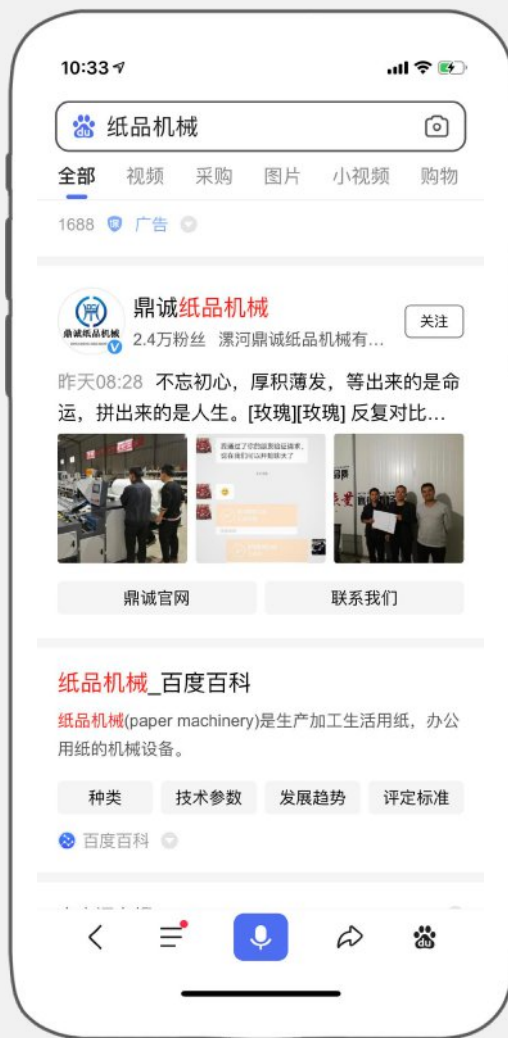 10:33
du 纸品机械
全部 视频 采购 图片 小视频 购物
1688 广告
鼎诚纸品机械
鼎诚纸品机械
2.4万粉丝 漯河鼎诚纸品机械有...
关注
昨天08:28 不忘初心，厚积薄发，等出来的是命
运，拼出来的是人生。[玫瑰][玫瑰] 反复对比...
鼎诚官网 联系我们
纸品机械_百度百科
纸品机械(paper machinery)是生产加工生活用纸，办公
用纸的机械设备。
种类 技术参数 发展趋势 评定标准
百度百科
du